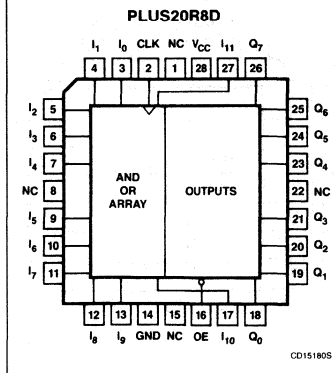 PLUS20R8D
I1 I0 CLK NC VCC I11 Q7
4 3 2 1 28 27 26
I2 5 25 Q6
I3 6 24 Q5
I4 7 23 Q4
NC 8 22 NC
I5 9 21 Q3
I6 10 20 Q2
I7 11 19 Q1
AND
OR
ARRAY
OUTPUTS
12 13 14 15 16 17 18
I8 I9 GND NC OE I10 Q0
CD15180S